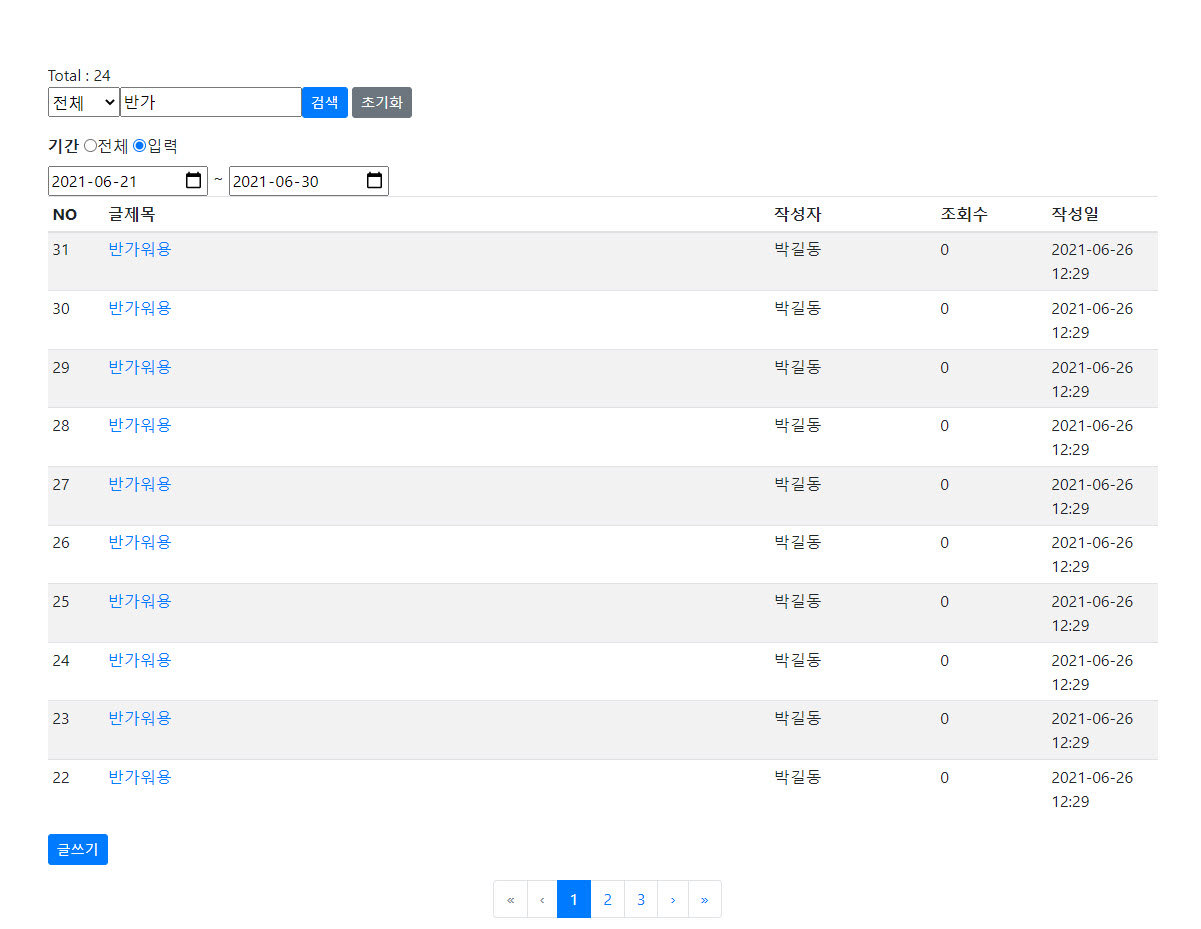 Total : 24
전체 반가 검색 초기화
기간 전체 입력
2021-06-21 ~ 2021-06-30
NO 글제목 작성자 조회수 작성일
31 반가워용 박길동 0 2021-06-26
12:29
30 반가워용 박길동 0 2021-06-26
12:29
29 반가워용 박길동 0 2021-06-26
12:29
28 반가워용 박길동 0 2021-06-26
12:29
27 반가워용 박길동 0 2021-06-26
12:29
26 반가워용 박길동 0 2021-06-26
12:29
25 반가워용 박길동 0 2021-06-26
12:29
24 반가워용 박길동 0 2021-06-26
12:29
23 반가워용 박길동 0 2021-06-26
12:29
22 반가워용 박길동 0 2021-06-26
12:29
글쓰기
« ‹ 1 2 3 › »